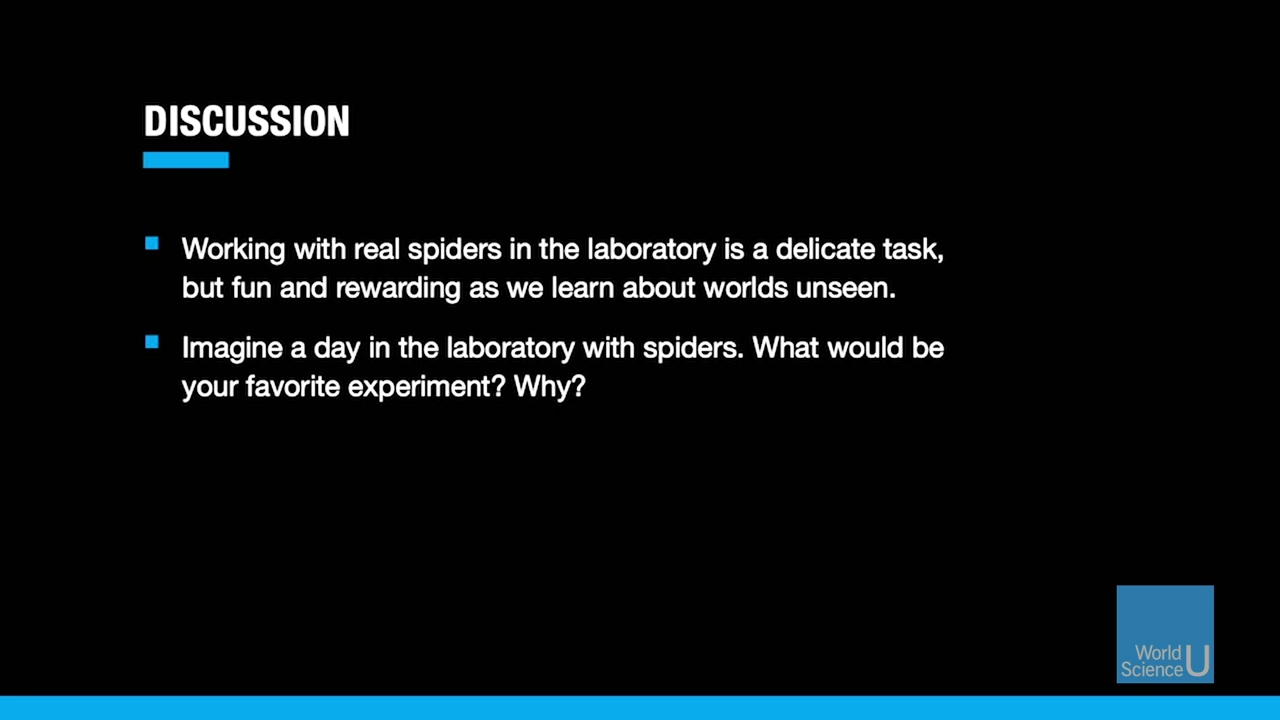 DISCUSSION
Working with real spiders in the laboratory is a delicate task,
but fun and rewarding as we learn about worlds unseen.
Imagine a day in the laboratory with spiders. What would be
your favorite experiment? Why?
World
Science U